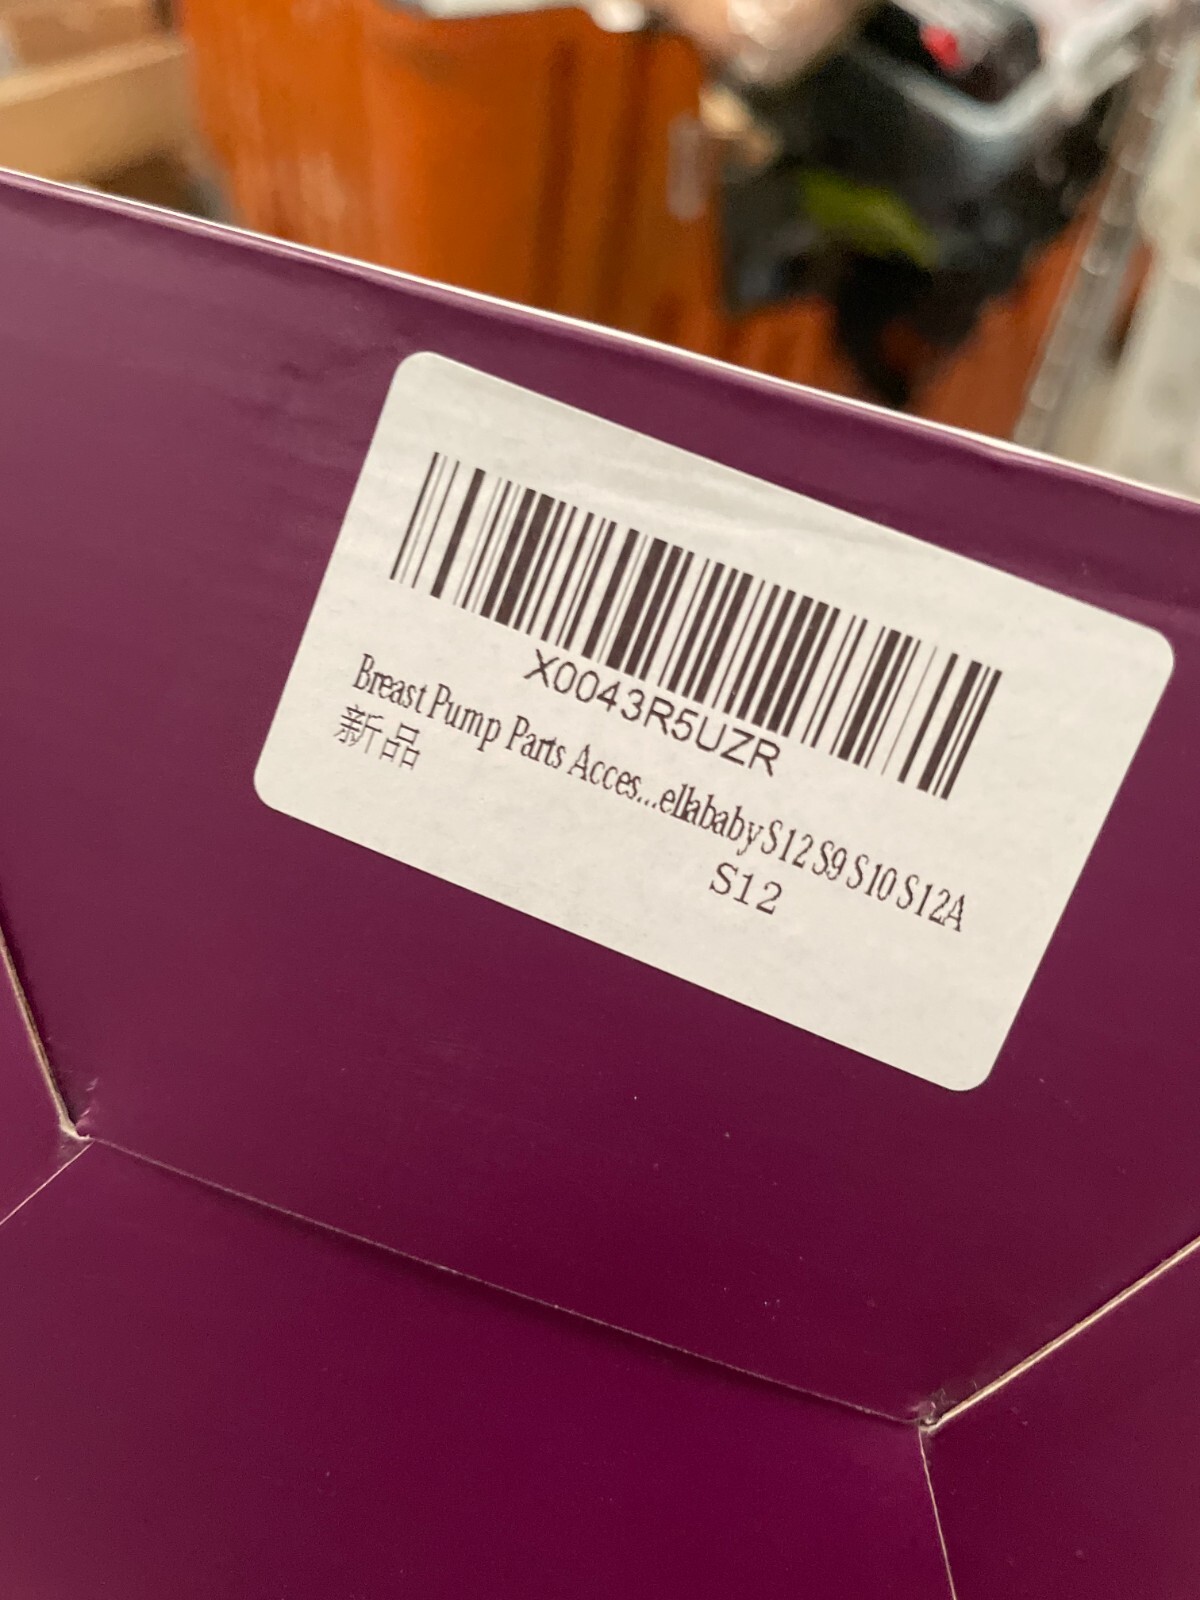 X0043R5UZR
Breast Pump Parts Acces...ellababy S12 S9 S10 S12A
新品
S12